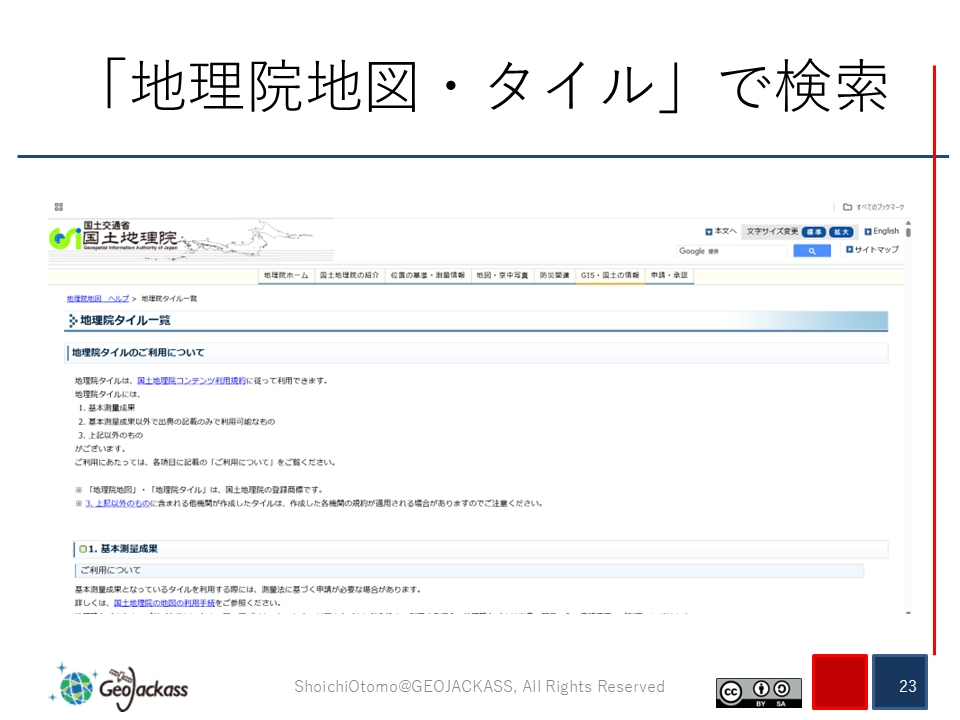 「地理院地図・タイル」で検索
すべてのブックマーク
国土交通省
国土地理院
Geospatial Information Authority of Japan
本文へ 文字サイズ変更 標準 拡大 English
Google 提供 サイトマップ
地理院ホーム 国土地理院の紹介 位置の基準・測量情報 地図・空中写真 防災関連 GIS・国土の情報 申請・承認
地理院地図 ヘルプ > 地理院タイル一覧
地理院タイル一覧
地理院タイルのご利用について
地理院タイルは、国土地理院コンテンツ利用規約に従って利用できます。
地理院タイルには、
1. 基本測量成果
2. 基本測量成果以外で出典の記載のみで利用可能なもの
3. 上記以外のもの
がございます。
ご利用にあたっては、各項目に記載の「ご利用について」をご覧ください。
※ 「地理院地図」・「地理院タイル」は、国土地理院の登録商標です。
※ 3. 上記以外のものに含まれる他機関が作成したタイルは、作成した各機関の規約が適用される場合がありますのでご注意ください。
1. 基本測量成果
ご利用について
基本測量成果となっているタイルを利用する際には、測量法に基づく申請が必要な場合があります。
詳しくは、国土地理院の地図の利用手続をご参照ください。
GeoJackass
ShoichiOtomo@GEOJACKASS, All Rights Reserved
cc BY SA
23